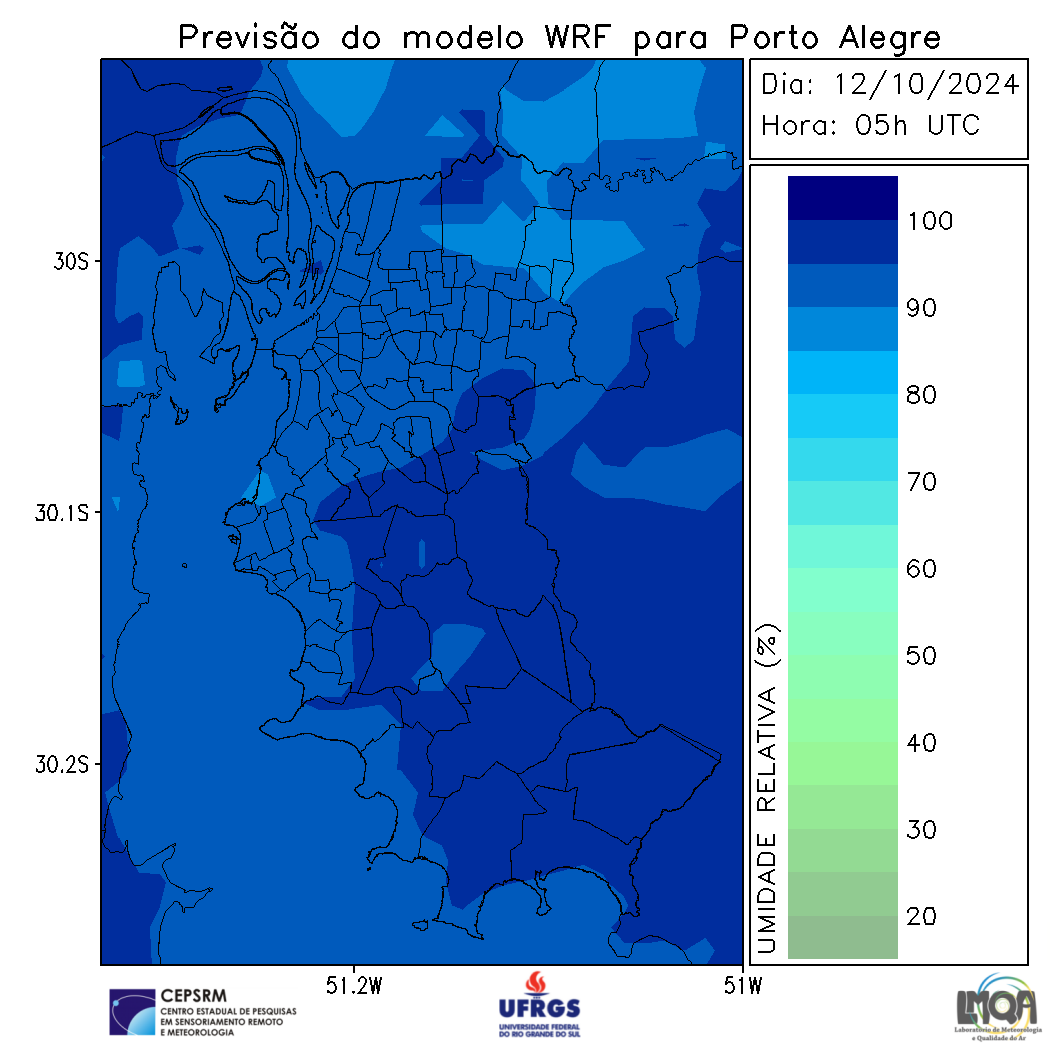 Previsão do modelo WRF para Porto Alegre
Dia: 12/10/2024
Hora: 05h UTC
30S
30.1S
30.2S
51.2W
51W
100
90
80
70
60
50
40
30
20
UMIDADE RELATIVA (%)
CEPSRM
CENTRO ESTADUAL DE PESQUISAS
EM SENSORIAMENTO REMOTO
E METEOROLOGIA
UFRGS
UNIVERSIDADE FEDERAL
DO RIO GRANDE DO SUL
LMQA
Laboratório de Meteorologia
e Qualidade do Ar